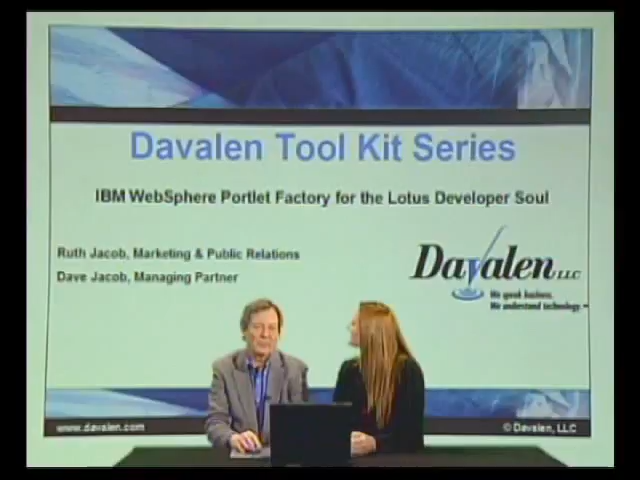 Davalen Tool Kit Series
IBM WebSphere Portlet Factory for the Lotus Developer Soul
Ruth Jacob, Marketing & Public Relations
Dave Jacob, Managing Partner
Davalen LLC
We speak business.
We understand technology.
www.davalen.com
© Davalen, LLC